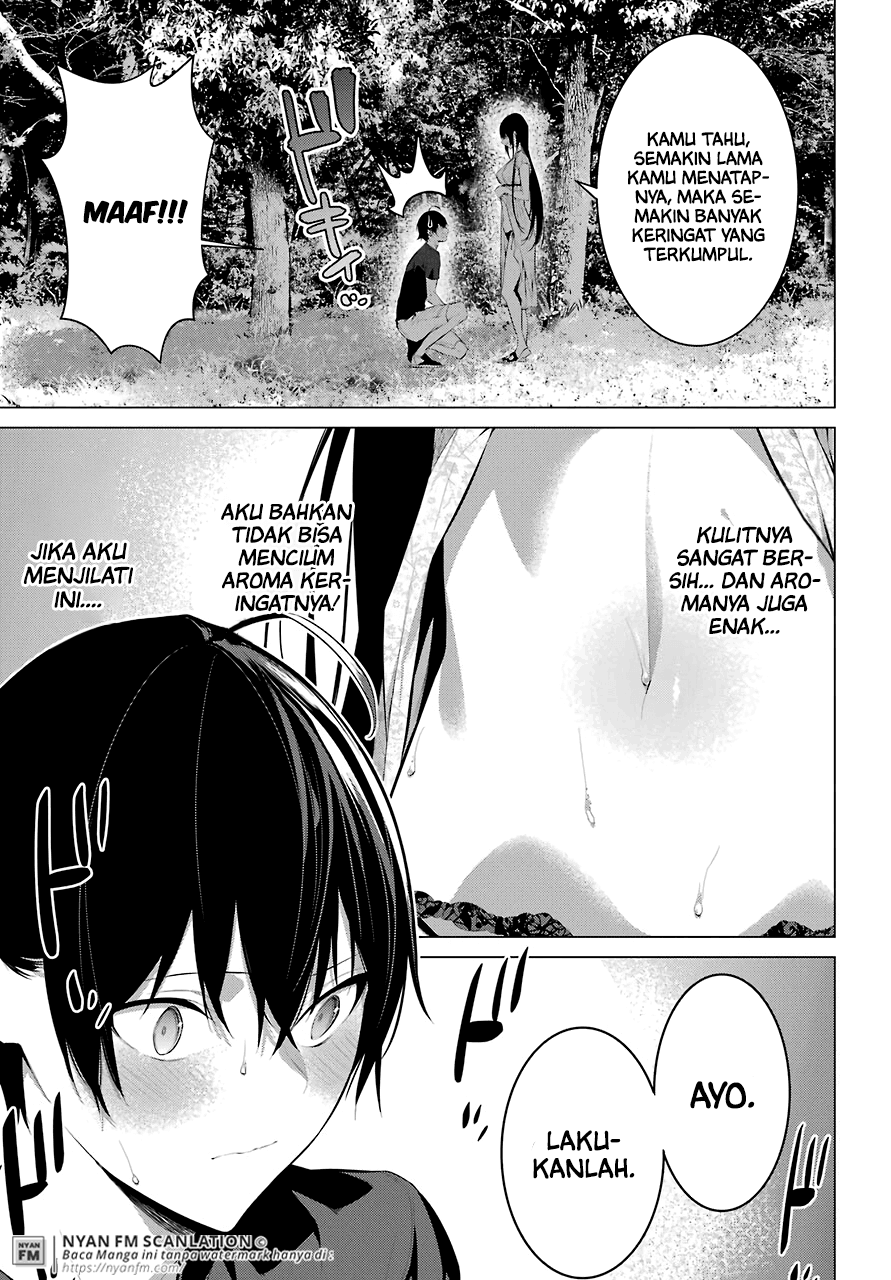 KAMU TAHU,
SEMAKIN LAMA
KAMU MENATAP-
NYA, MAKA SE-
MAKIN BANYAK
KERINGAT YANG
TERKUMPUL.
ドキィ
MAAF!!!
KULITNYA
SANGAT BER-
SIH... DAN ARO-
MANYA JUGA
ENAK...
AKU BAHKAN
TIDAK BISA
MENCIUM
AROMA KER-
INGATNYA!
JIKA AKU
MENJILATI
INI....
ド
AYO.
LAKU-
KANLAH.
ド
ド
NYAN FM
NYAN FM SCANLATION ©
Baca Manga ini tanpa watermark hanya di :
https://nyanfm.com/